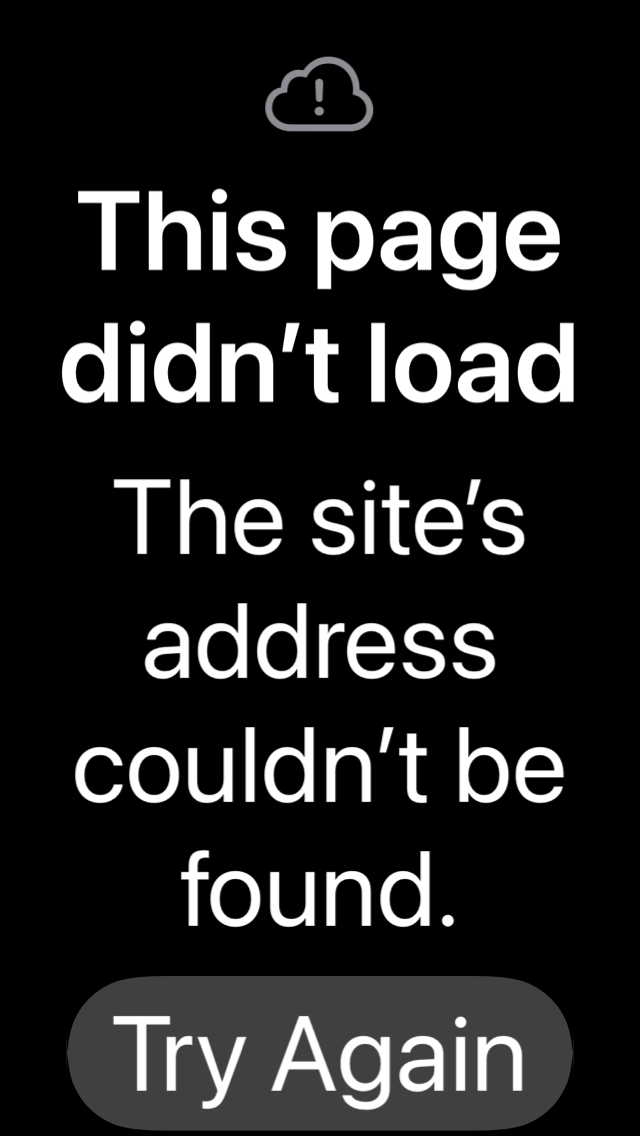 This page
didn’t load
The site’s
address
couldn’t be
found.
Try Again